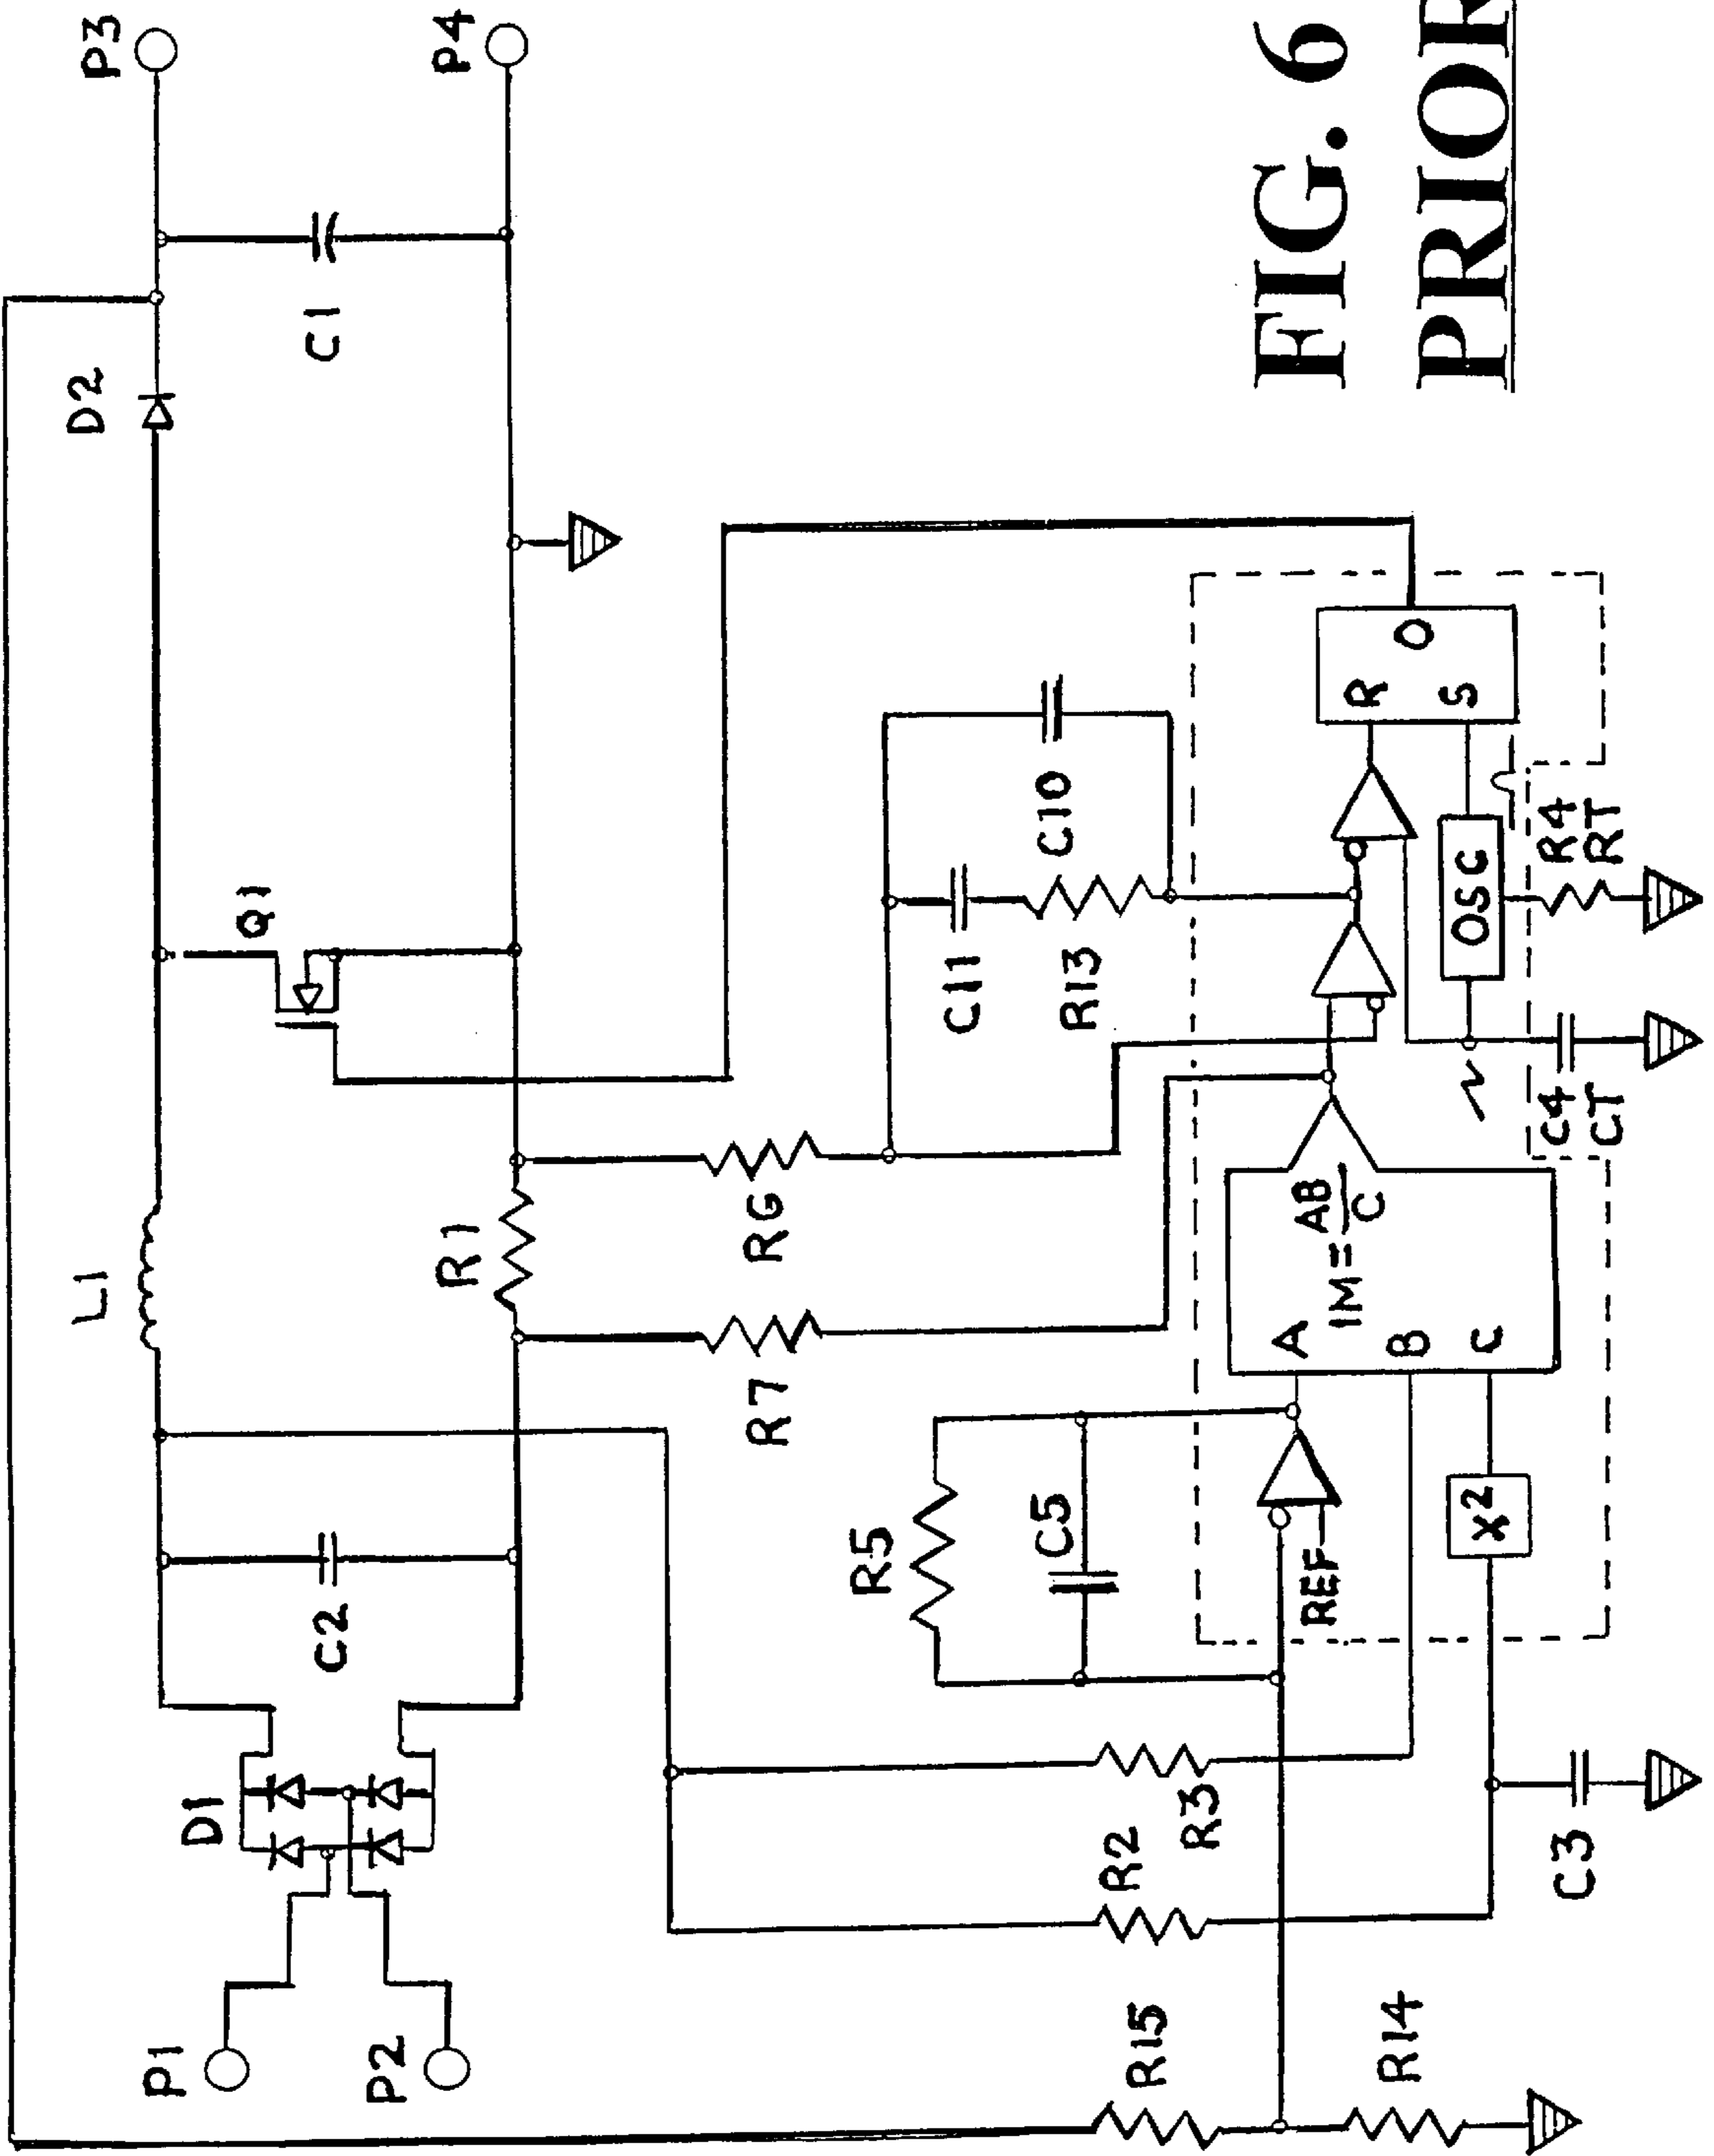 P3
D2
Q1
L1
D1
P1
P4
C1
R1
C2
P2
RG
R7
C10
C11
R13
R5
C5
R2
R3
R15
R14
A
B
C
IM=AB/C
REF
X²
R
S
O
OSC
R4
RT
C4
CT
C3
FIG. 6
PRIOR